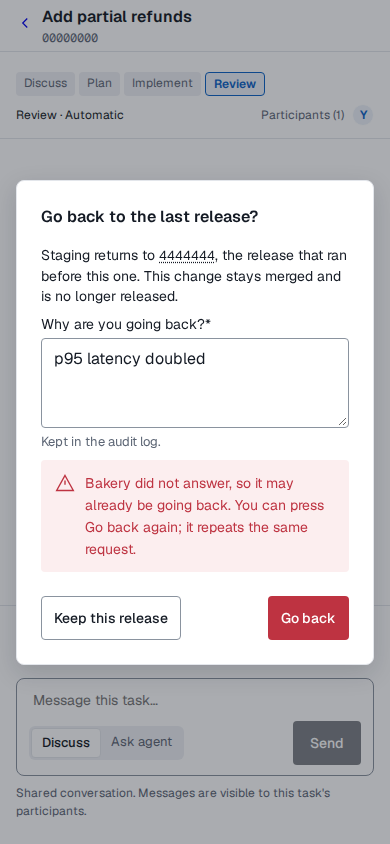 Add partial refunds
00000000
Discuss Plan Implement Review
Review · Automatic Participants (1) Y
Go back to the last release?
Staging returns to 4444444, the release that ran
before this one. This change stays merged and
is no longer released.
Why are you going back?*
p95 latency doubled
Kept in the audit log.
Bakery did not answer, so it may
already be going back. You can press
Go back again; it repeats the same
request.
Keep this release Go back
Message this task...
Discuss Ask agent Send
Shared conversation. Messages are visible to this task's
participants.